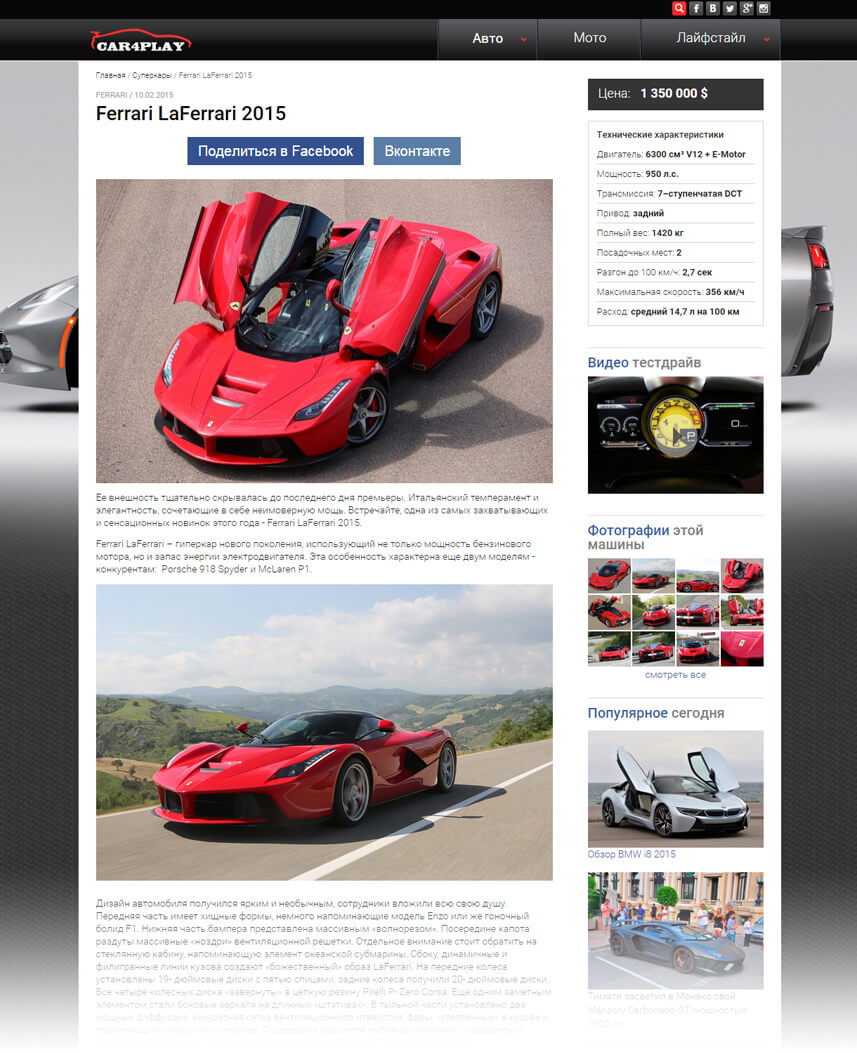 CAR4PLAY
Авто
Мото
Лайфстайл
Главная / Суперкары / Ferrari LaFerrari 2015
FERRARI / 10.02.2015
Ferrari LaFerrari 2015
Поделиться в Facebook
Вконтакте
Ее внешность тщательно скрывалась до последнего дня премьеры. Итальянский темперамент и
элегантность, сочетающие в себе неимоверную мощь. Встречайте, одна из самых захватывающих
и сенсационных новинок этого года - Ferrari LaFerrari 2015.
Ferrari LaFerrari – гиперкар нового поколения, использующий не только мощность бензинового
мотора, но и запас энергии электродвигателя. Эта особенность характерна еще двум моделям -
конкурентам: Porsche 918 Spyder и McLaren P1.
Дизайн автомобиля получился ярким и необычным, сотрудники вложили всю свою душу.
Передняя часть имеет хищные формы, немного напоминающие модель Enzo или же гоночный
болид F1. Нижняя часть бампера представлена массивным «волнорезом». Посередине капота
раздуты массивные «ноздри» вентиляционной решетки. Отдельное внимание стоит обратить на
стеклянную кабину, напоминающую элемент океанской субмарины. Сбоку, динамичные и
филигранные линии кузова создают «божественный» образ LaFerrari. На передние колеса
установлены 19- дюймовые диски с пятью спицами, задние колеса получили 20- дюймовые диски.
Все четыре колесных диска «завернуты» в цепкую резину Pirelli P- Zero Corsa. Еще одним заметным
элементом стали боковые зеркала на длинных «штативах». В тыльной части установлено два
мощных диффузора, аккуратная сетка вентиляционного отверстия, фары, «утепленные» в кузове и
Цена: 1 350 000 $
Технические характеристики
Двигатель: 6300 см³ V12 + E-Motor
Мощность: 950 л.с.
Трансмиссия: 7–ступенчатая DCT
Привод: задний
Полный вес: 1420 кг
Посадочных мест: 2
Разгон до 100 км/ч: 2,7 сек
Максимальная скорость: 356 км/ч
Расход: средний 14,7 л на 100 км
Видео тестдрайв
Фотографии этой
машины
смотреть все
Популярное сегодня
Обзор BMW i8 2015
Тимати засветил в Монако свой
Mansory Carbonado GT мощностью
1600 л.с.